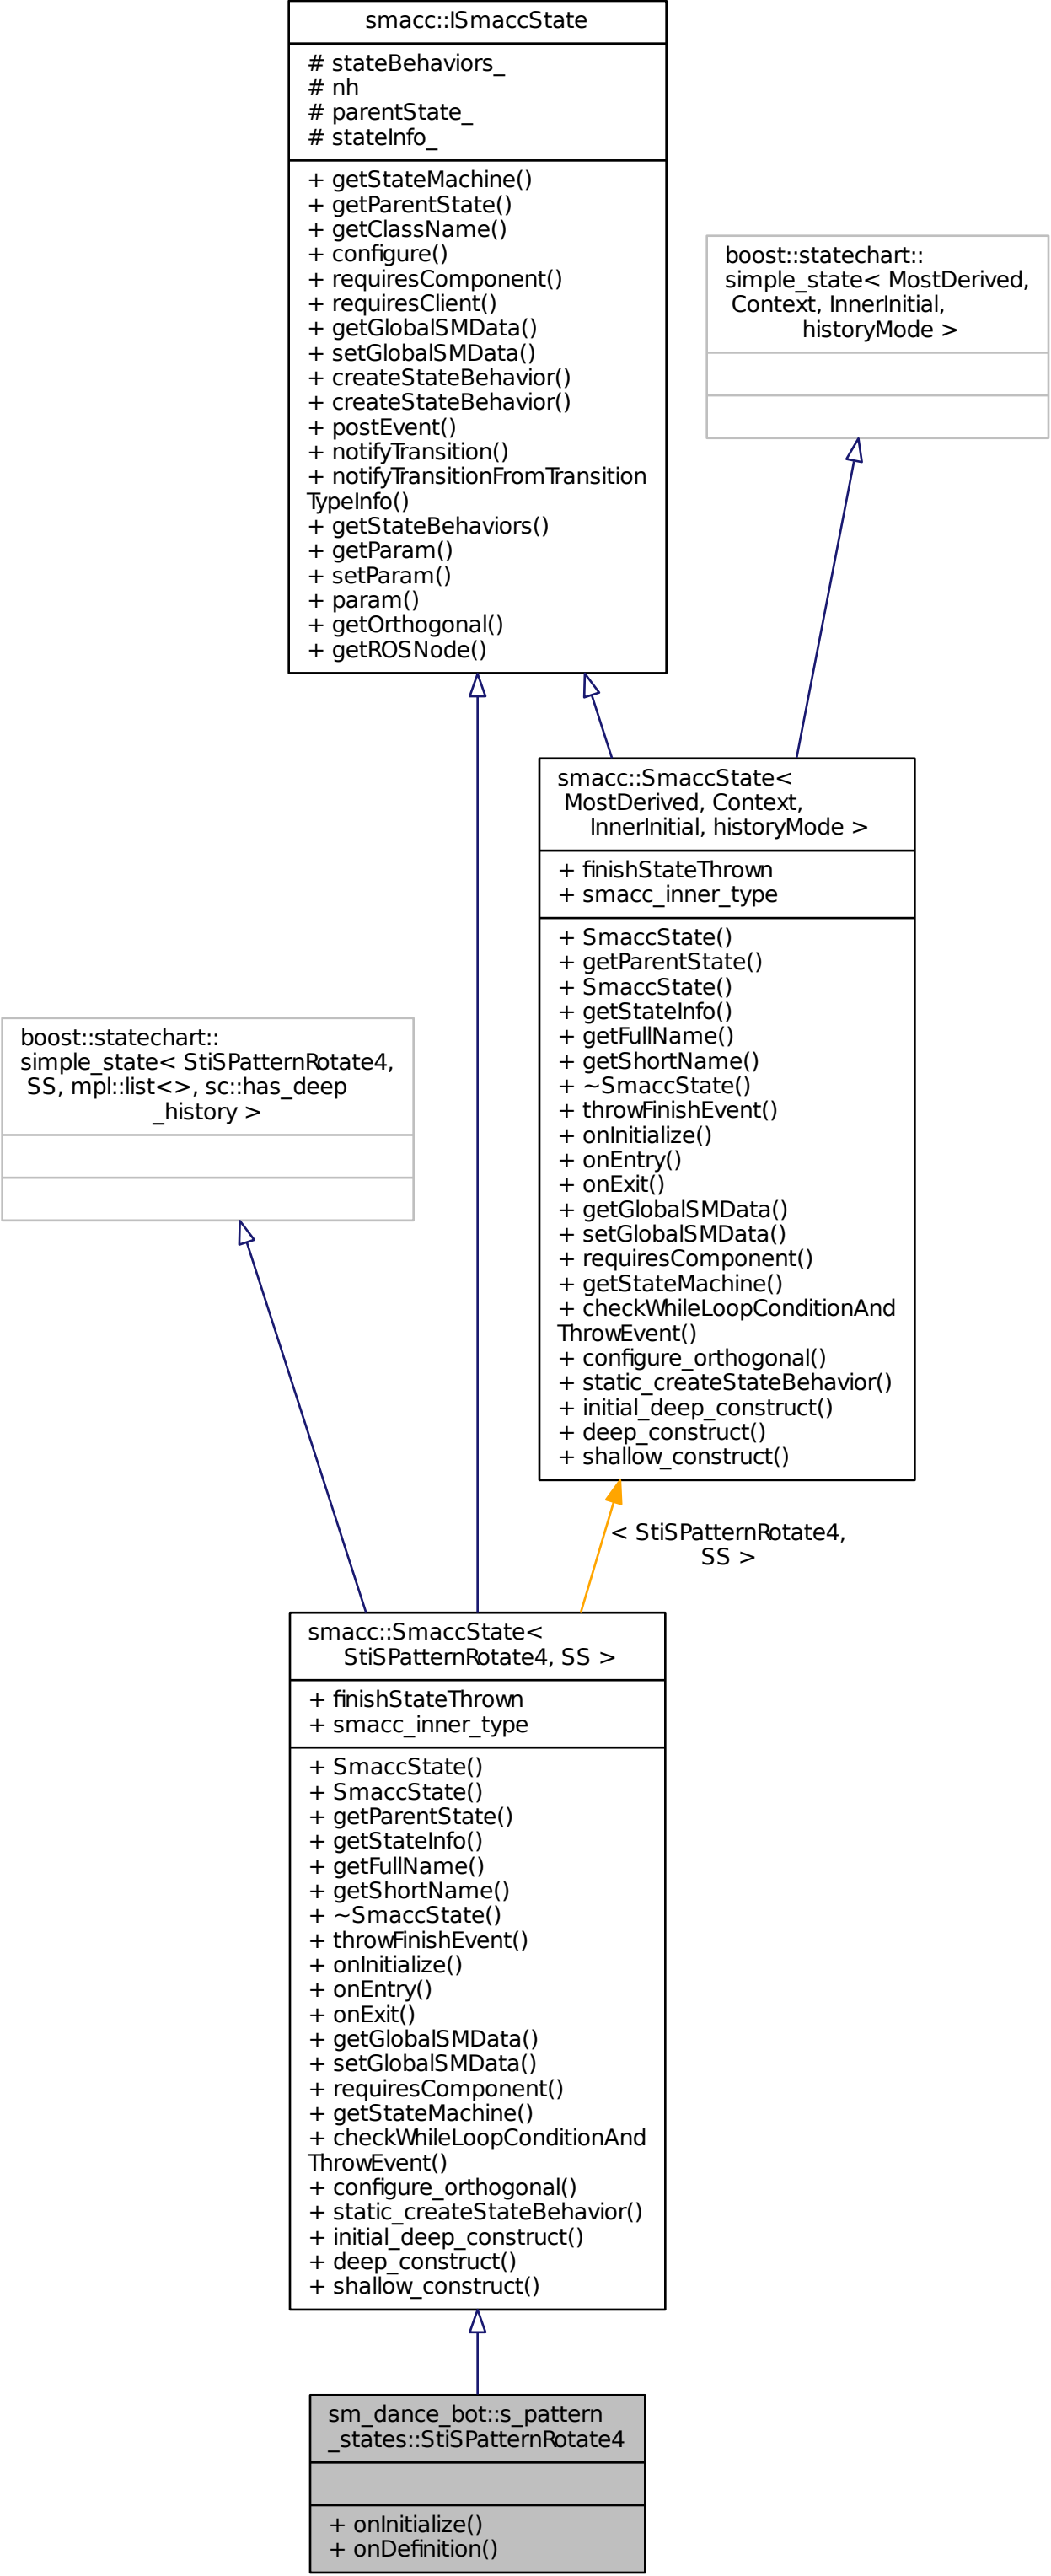 smacc::ISmaccState
# stateBehaviors_
# nh
# parentState_
# stateInfo_
+ getStateMachine()
+ getParentState()
+ getClassName()
+ configure()
+ requiresComponent()
+ requiresClient()
+ getGlobalSMData()
+ setGlobalSMData()
+ createStateBehavior()
+ createStateBehavior()
+ postEvent()
+ notifyTransition()
+ notifyTransitionFromTransition
TypeInfo()
+ getStateBehaviors()
+ getParam()
+ setParam()
+ param()
+ getOrthogonal()
+ getROSNode()
boost::statechart::
simple_state< MostDerived,
Context, InnerInitial,
historyMode >
smacc::SmaccState<
MostDerived, Context,
InnerInitial, historyMode >
+ finishStateThrown
+ smacc_inner_type
+ SmaccState()
+ getParentState()
+ SmaccState()
+ getStateInfo()
+ getFullName()
+ getShortName()
+ ~SmaccState()
+ throwFinishEvent()
+ onInitialize()
+ onEntry()
+ onExit()
+ getGlobalSMData()
+ setGlobalSMData()
+ requiresComponent()
+ getStateMachine()
+ checkWhileLoopConditionAnd
ThrowEvent()
+ configure_orthogonal()
+ static_createStateBehavior()
+ initial_deep_construct()
+ deep_construct()
+ shallow_construct()
boost::statechart::
simple_state< StiSPatternRotate4,
SS, mpl::list<>, sc::has_deep
_history >
< StiSPatternRotate4,
SS >
smacc::SmaccState<
StiSPatternRotate4, SS >
+ finishStateThrown
+ smacc_inner_type
+ SmaccState()
+ SmaccState()
+ getParentState()
+ getStateInfo()
+ getFullName()
+ getShortName()
+ ~SmaccState()
+ throwFinishEvent()
+ onInitialize()
+ onEntry()
+ onExit()
+ getGlobalSMData()
+ setGlobalSMData()
+ requiresComponent()
+ getStateMachine()
+ checkWhileLoopConditionAnd
ThrowEvent()
+ configure_orthogonal()
+ static_createStateBehavior()
+ initial_deep_construct()
+ deep_construct()
+ shallow_construct()
sm_dance_bot::s_pattern
_states::StiSPatternRotate4
+ onInitialize()
+ onDefinition()